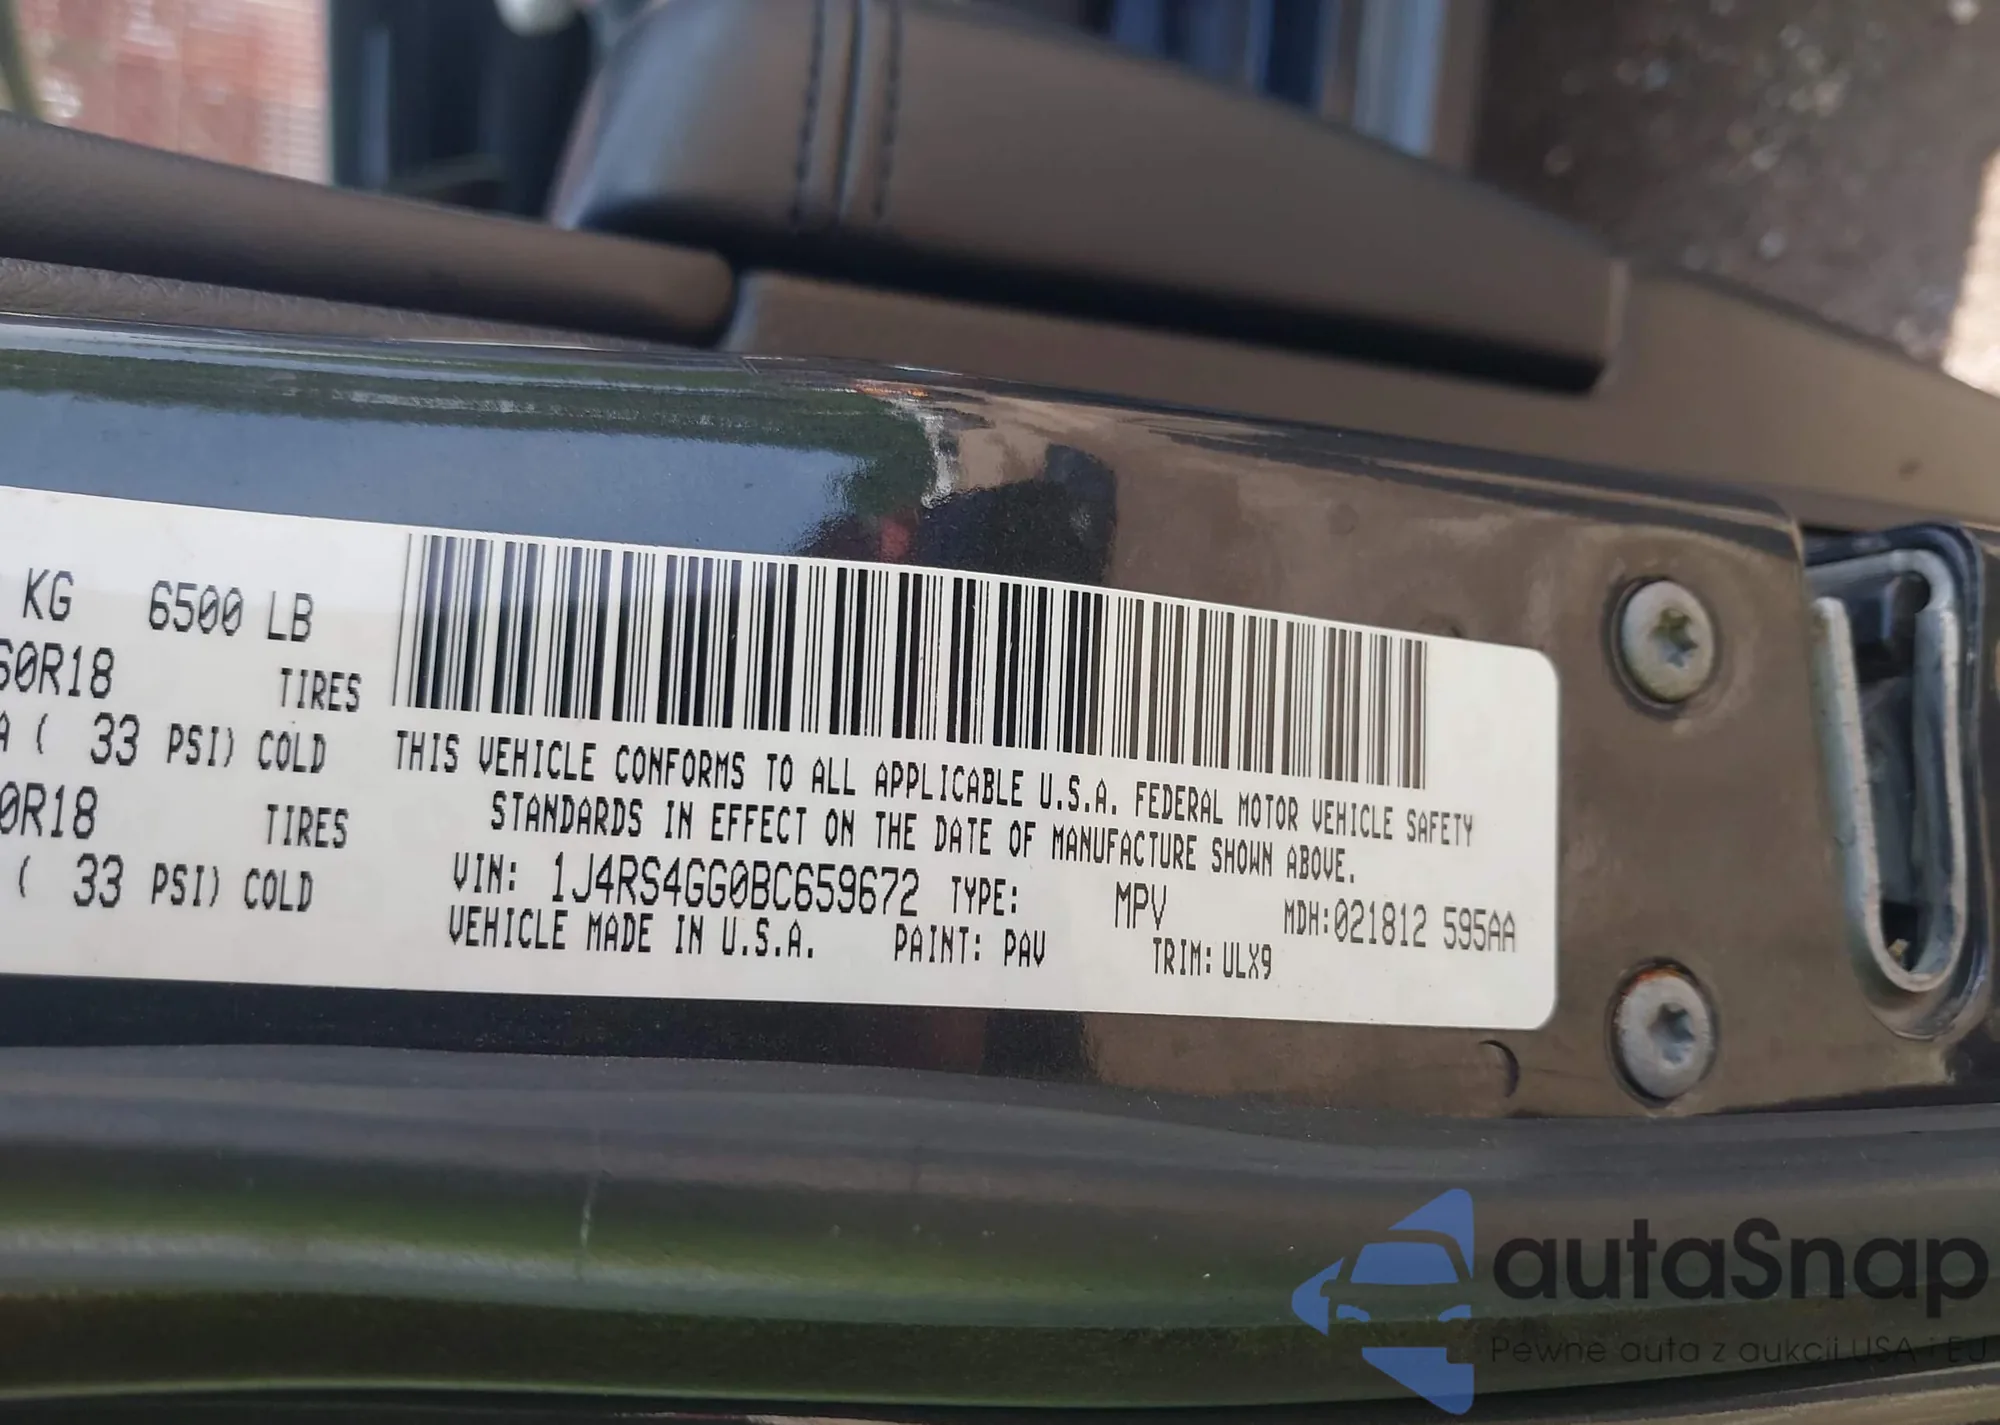 KG 6500 LB
60R18 TIRES
A ( 33 PSI) COLD
0R18 TIRES
( 33 PSI) COLD
THIS VEHICLE CONFORMS TO ALL APPLICABLE U.S.A. FEDERAL MOTOR VEHICLE SAFETY
STANDARDS IN EFFECT ON THE DATE OF MANUFACTURE SHOWN ABOVE.
VIN: 1J4RS4GG0BC659672 TYPE: MPV MDH:021812 595AA
VEHICLE MADE IN U.S.A. PAINT: PAV TRIM: ULX9
autaSnap
Pewne auta z aukcji USA i EU